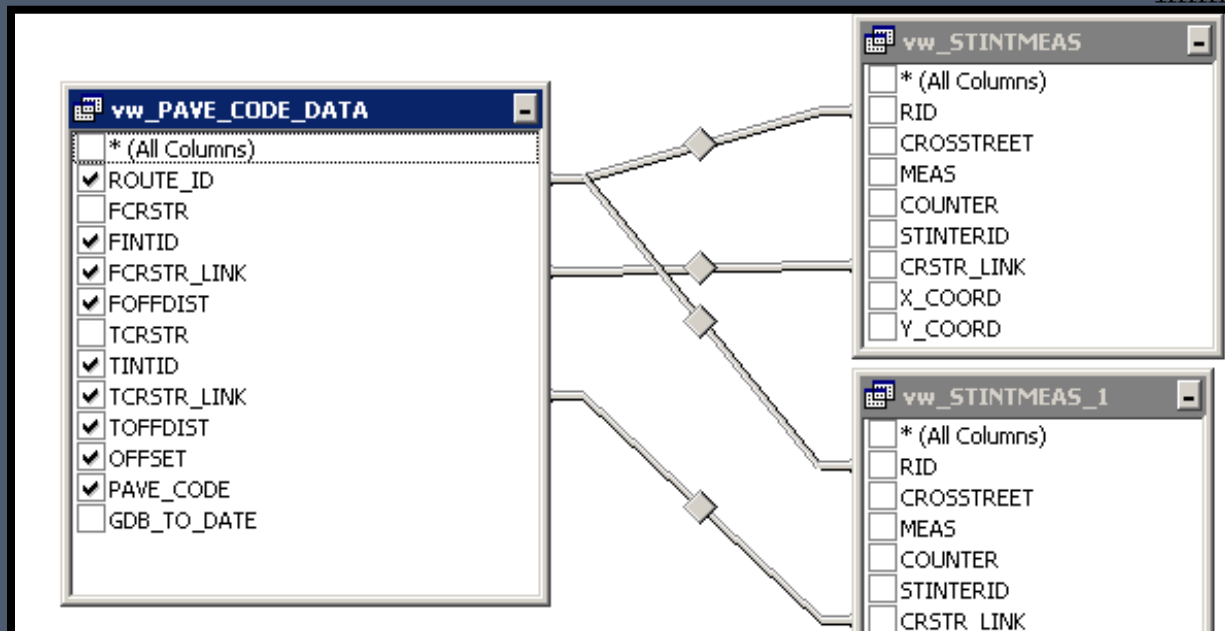 vw_PAVE_CODE_DATA
* (All Columns)
ROUTE_ID
FCRSTR
FINTID
FCRSTR_LINK
FOFFDIST
TCRSTR
TINTID
TCRSTR_LINK
TOFFDIST
OFFSET
PAVE_CODE
GDB_TO_DATE
vw_STINTMEAS
* (All Columns)
RID
CROSSTREET
MEAS
COUNTER
STINTERID
CRSTR_LINK
X_COORD
Y_COORD
vw_STINTMEAS_1
* (All Columns)
RID
CROSSTREET
MEAS
COUNTER
STINTERID
CRSTR_LINK